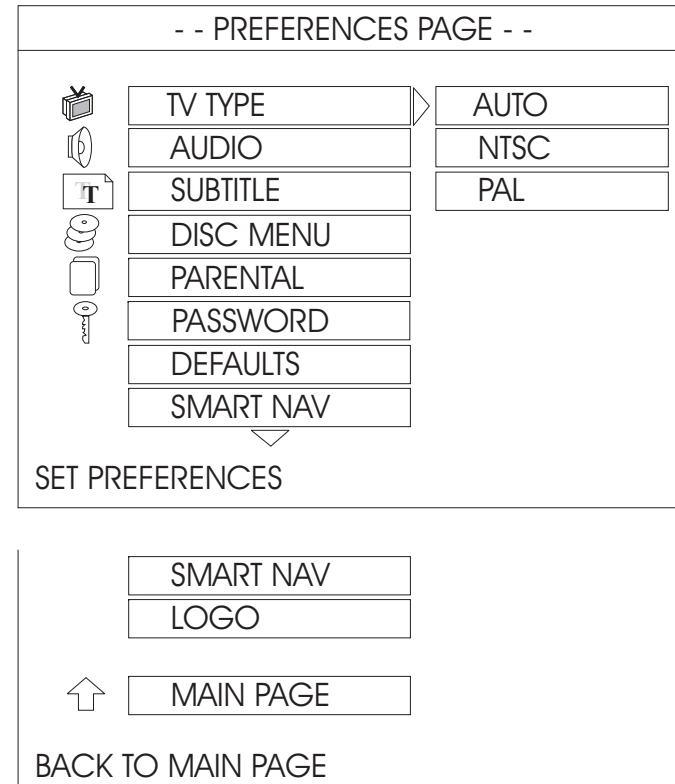 - - PREFERENCES PAGE - -
TV TYPE
AUTO
AUDIO
NTSC
SUBTITLE
PAL
TT
DISC MENU
PARENTAL
PASSWORD
DEFAULTS
SMART NAV
SET PREFERENCES
SMART NAV
LOGO
MAIN PAGE
BACK TO MAIN PAGE